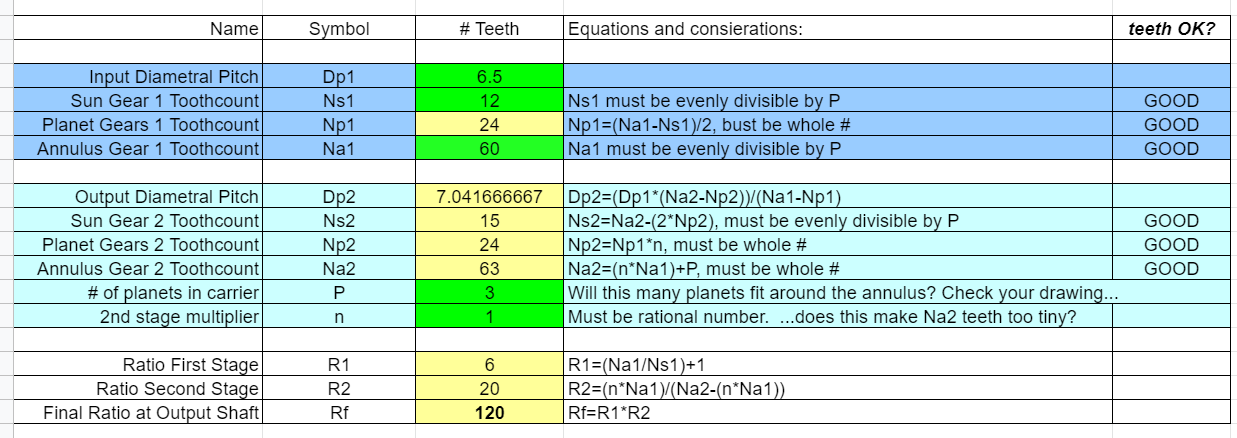 Name Symbol # Teeth Equations and consierations: teeth OK?
Input Diametral Pitch Dp1 6.5
Sun Gear 1 Toothcount Ns1 12 Ns1 must be evenly divisible by P GOOD
Planet Gears 1 Toothcount Np1 24 Np1=(Na1-Ns1)/2, bust be whole # GOOD
Annulus Gear 1 Toothcount Na1 60 Na1 must be evenly divisible by P GOOD
Output Diametral Pitch Dp2 7.041666667 Dp2=(Dp1*(Na2-Np2))/(Na1-Np1)
Sun Gear 2 Toothcount Ns2 15 Ns2=Na2-(2*Np2), must be evenly divisible by P GOOD
Planet Gears 2 Toothcount Np2 24 Np2=Np1*n, must be whole # GOOD
Annulus Gear 2 Toothcount Na2 63 Na2=(n*Na1)+P, must be whole # GOOD
# of planets in carrier P 3 Will this many planets fit around the annulus? Check your drawing...
2nd stage multiplier n 1 Must be rational number.  ...does this make Na2 teeth too tiny?
Ratio First Stage R1 6 R1=(Na1/Ns1)+1
Ratio Second Stage R2 20 R2=(n*Na1)/(Na2-(n*Na1))
Final Ratio at Output Shaft Rf 120 Rf=R1*R2